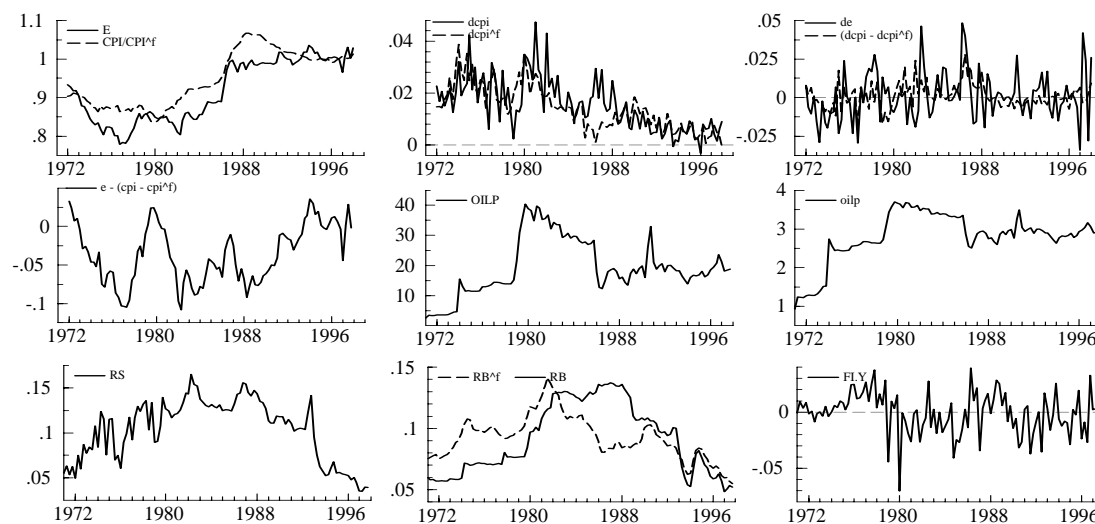 1.1
E
CPI/CPI^f
1
.9
.8
1972 1980 1988 1996
dcpi
dcpi^f
.04
.02
0
1972 1980 1988 1996
.05
de
(dcpi - dcpi^f)
.025
0
-.025
1972 1980 1988 1996
e - (cpi - cpi^f)
0
-.05
-.1
1972 1980 1988 1996
OILP
40
30
20
10
1972 1980 1988 1996
4
oilp
3
2
1
1972 1980 1988 1996
RS
.15
.1
.05
1972 1980 1988 1996
RB^f RB
.15
.1
.05
1972 1980 1988 1996
FLY
0
-.05
1972 1980 1988 1996